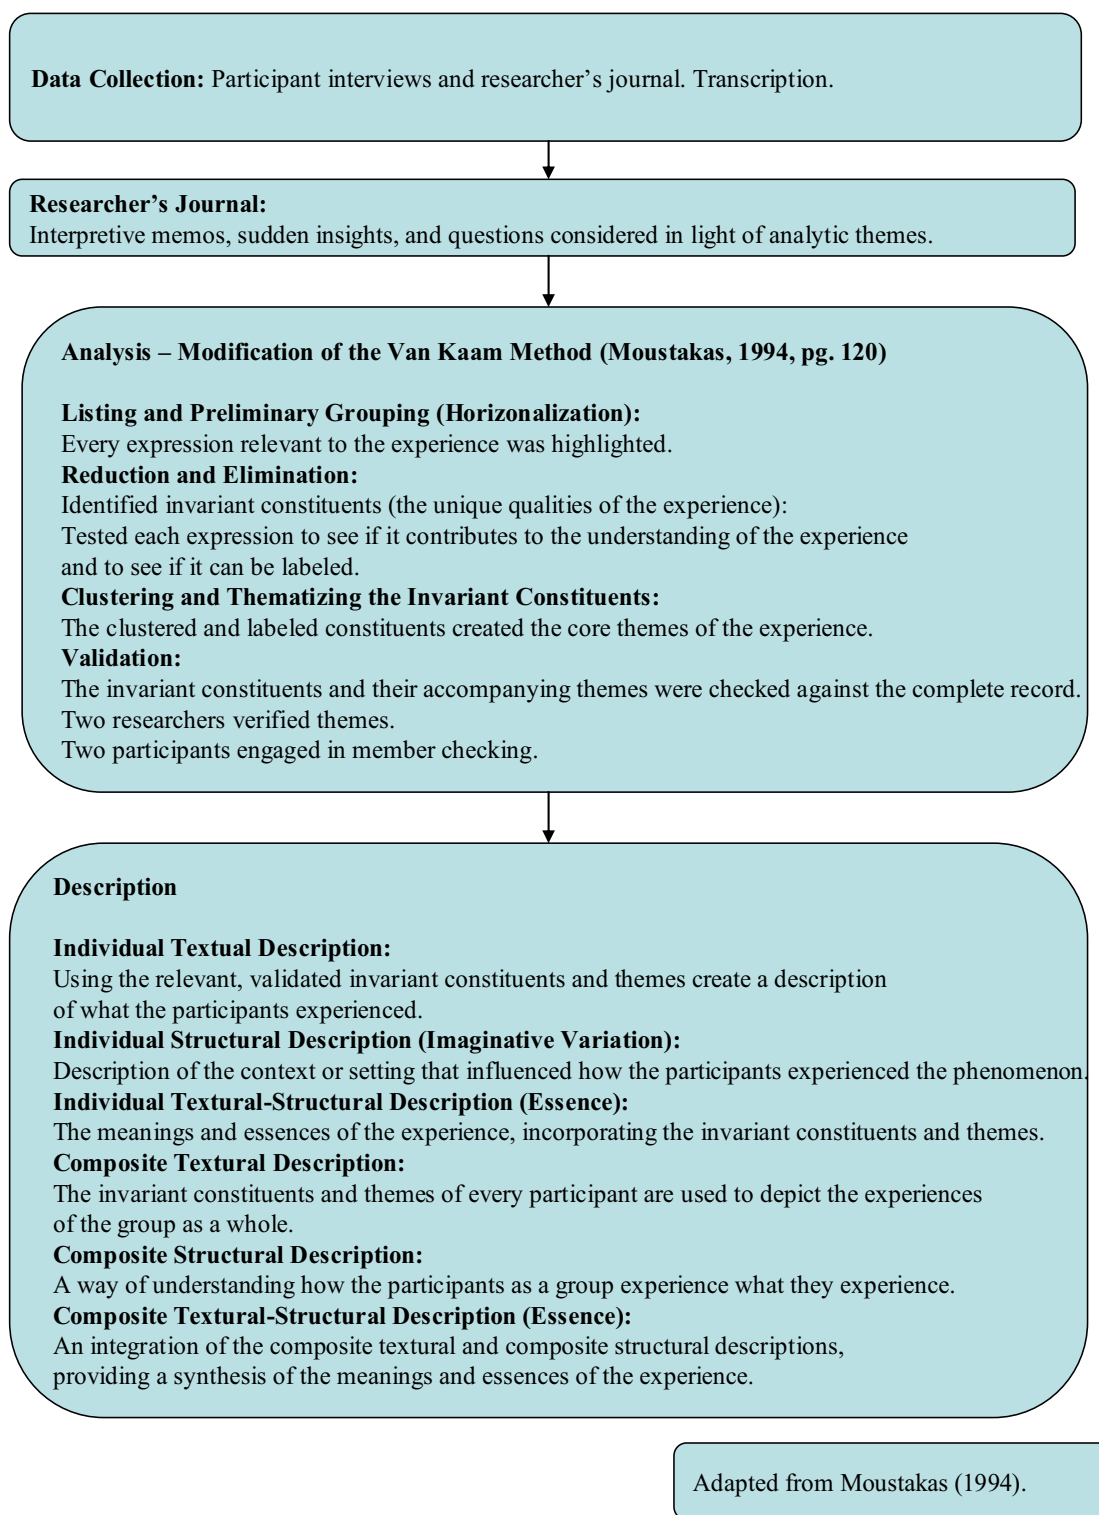 Data Collection: Participant interviews and researcher’s journal. Transcription.
Researcher’s Journal:
Interpretive memos, sudden insights, and questions considered in light of analytic themes.
Analysis – Modification of the Van Kaam Method (Moustakas, 1994, pg. 120)
Listing and Preliminary Grouping (Horizonalization):
Every expression relevant to the experience was highlighted.
Reduction and Elimination:
Identified invariant constituents (the unique qualities of the experience):
Tested each expression to see if it contributes to the understanding of the experience
and to see if it can be labeled.
Clustering and Thematizing the Invariant Constituents:
The clustered and labeled constituents created the core themes of the experience.
Validation:
The invariant constituents and their accompanying themes were checked against the complete record.
Two researchers verified themes.
Two participants engaged in member checking.
Description
Individual Textual Description:
Using the relevant, validated invariant constituents and themes create a description
of what the participants experienced.
Individual Structural Description (Imaginative Variation):
Description of the context or setting that influenced how the participants experienced the phenomenon.
Individual Textural-Structural Description (Essence):
The meanings and essences of the experience, incorporating the invariant constituents and themes.
Composite Textural Description:
The invariant constituents and themes of every participant are used to depict the experiences
of the group as a whole.
Composite Structural Description:
A way of understanding how the participants as a group experience what they experience.
Composite Textural-Structural Description (Essence):
An integration of the composite textural and composite structural descriptions,
providing a synthesis of the meanings and essences of the experience.
Adapted from Moustakas (1994).